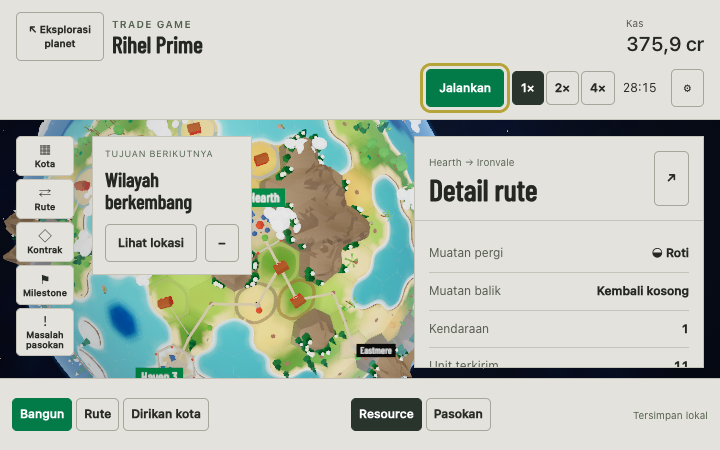 ↖ Eksplorasi
planet
TRADE GAME
Rihel Prime
Kas
375,9 cr
Jalankan
1×
2×
4×
28:15
Kota
Rute
Kontrak
Milestone
!
Masalah
pasokan
TUJUAN BERIKUTNYA
Wilayah
berkembang
Lihat lokasi
–
Eastmere
Hearth → Ironvale
Detail rute
↗
Muatan pergi
Roti
Muatan balik
Kembali kosong
Kendaraan
1
Unit terkirim
11
Bangun
Rute
Dirikan kota
Resource
Pasokan
Tersimpan lokal